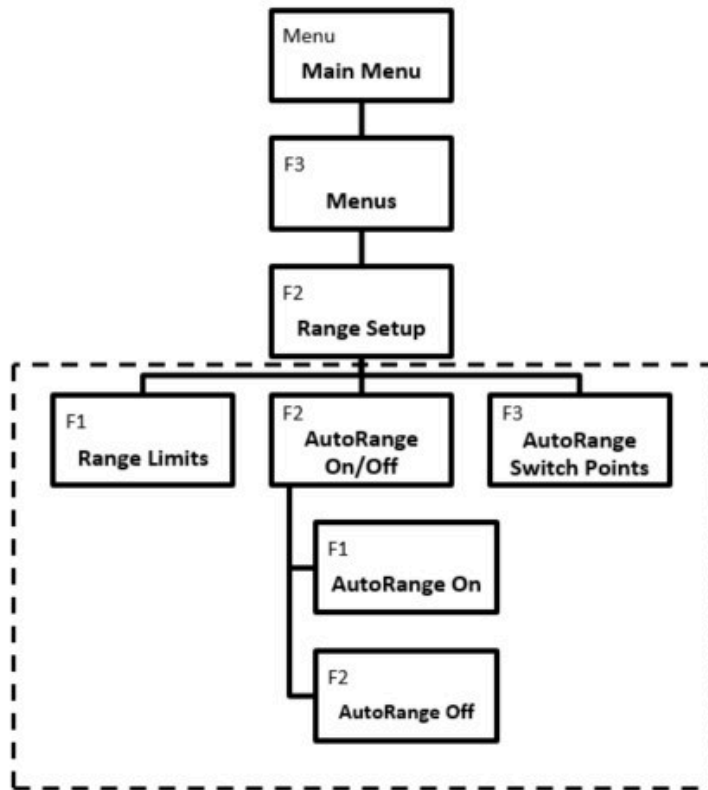 Menu
Main Menu
F3
Menus
F2
Range Setup
F1
Range Limits
F2
AutoRange
On/Off
F3
AutoRange
Switch Points
F1
AutoRange On
F2
AutoRange Off